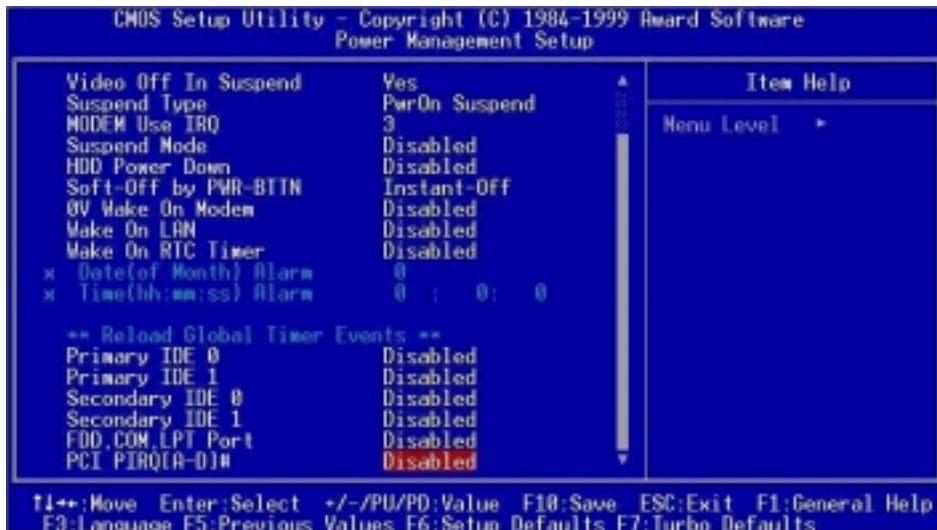 CMOS Setup Utility - Copyright (C) 1984-1999 Award Software
Power Management Setup
Video Off In Suspend Yes
Suspend Type PwrOn Suspend
MODEM Use IRQ 3
Suspend Mode Disabled
HDD Power Down Disabled
Soft-Off by PWR-BTTN Instant-Off
0V Wake On Modem Disabled
Wake On LAN Disabled
Wake On RTC Timer Disabled
x Date(of Month) Alarm 0
x Time(hh:mm:ss) Alarm 0 : 0: 0
** Reload Global Timer Events **
Primary IDE 0 Disabled
Primary IDE 1 Disabled
Secondary IDE 0 Disabled
Secondary IDE 1 Disabled
FDD,COM,LPT Port Disabled
PCI PIRQ[A-D]# Disabled
Item Help
Menu Level ►
↑↓→←:Move Enter:Select +/-/PU/PD:Value F10:Save ESC:Exit F1:General Help
F3:Language F5:Previous Values F6:Setup Defaults F7:Turbo Defaults